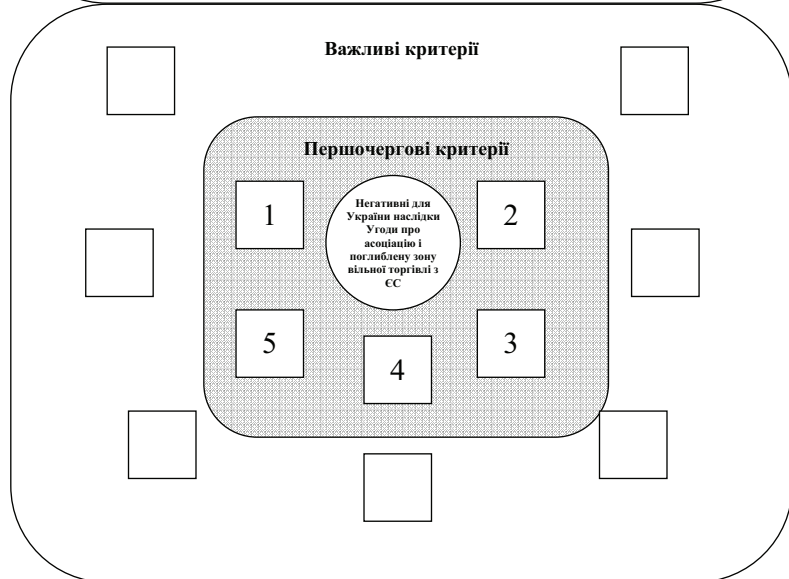 Важливі критерії
Першочергові критерії
1
Негативні для
України наслідки
Угоди про
асоціацію і
поглиблену зону
вільної торгівлі з
ЄС
2
5
4
3